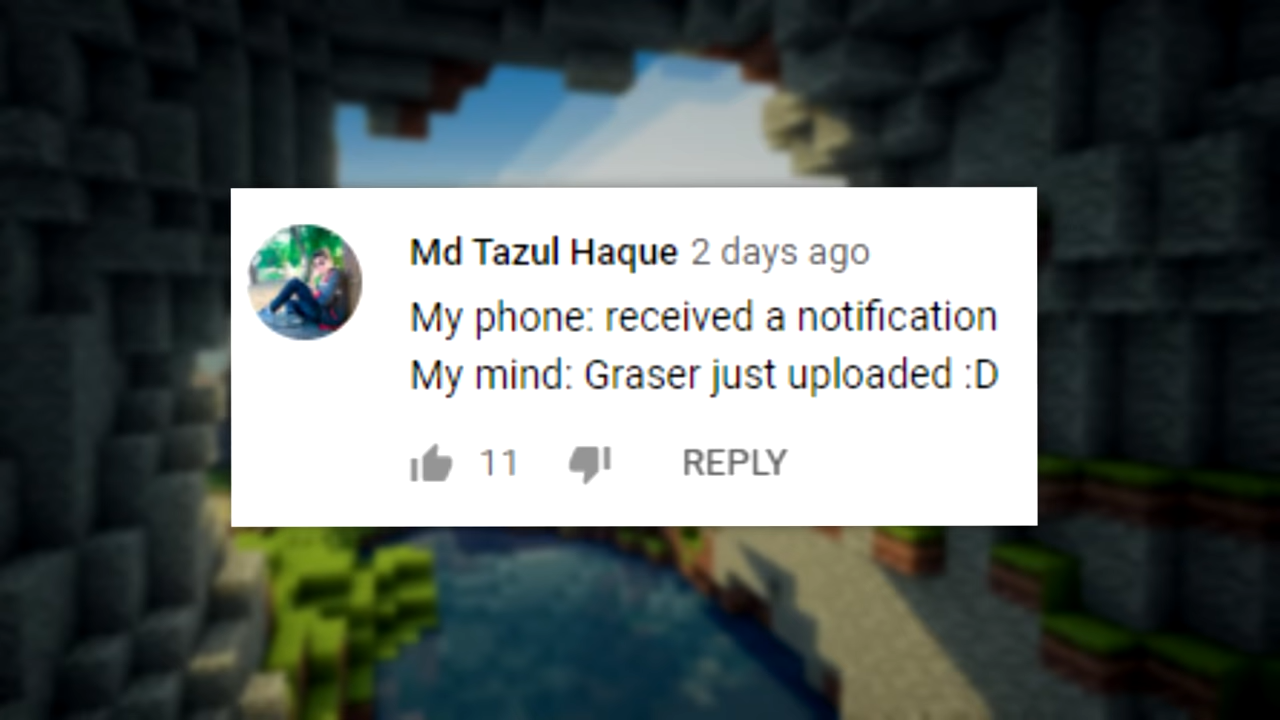 Md Tazul Haque 2 days ago
My phone: received a notification
My mind: Graser just uploaded :D
11 REPLY